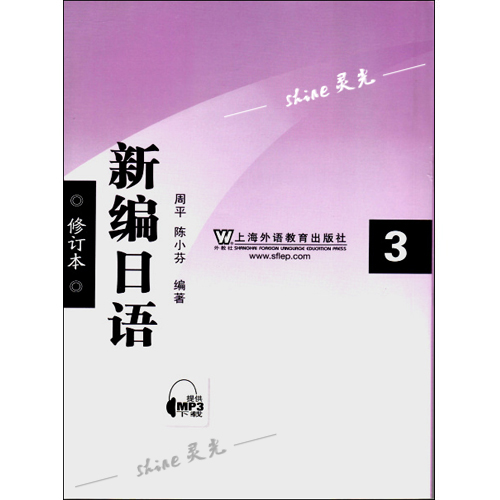 shine 灵光
新编日语
◎ 修订本 ◎
周平 陈小芬 编著
W 上海外语教育出版社
外教社 SHANGHAI FOREIGN LANGUAGE EDUCATION PRESS
www.sflep.com
3
提供
MP3
下载
shine 灵光